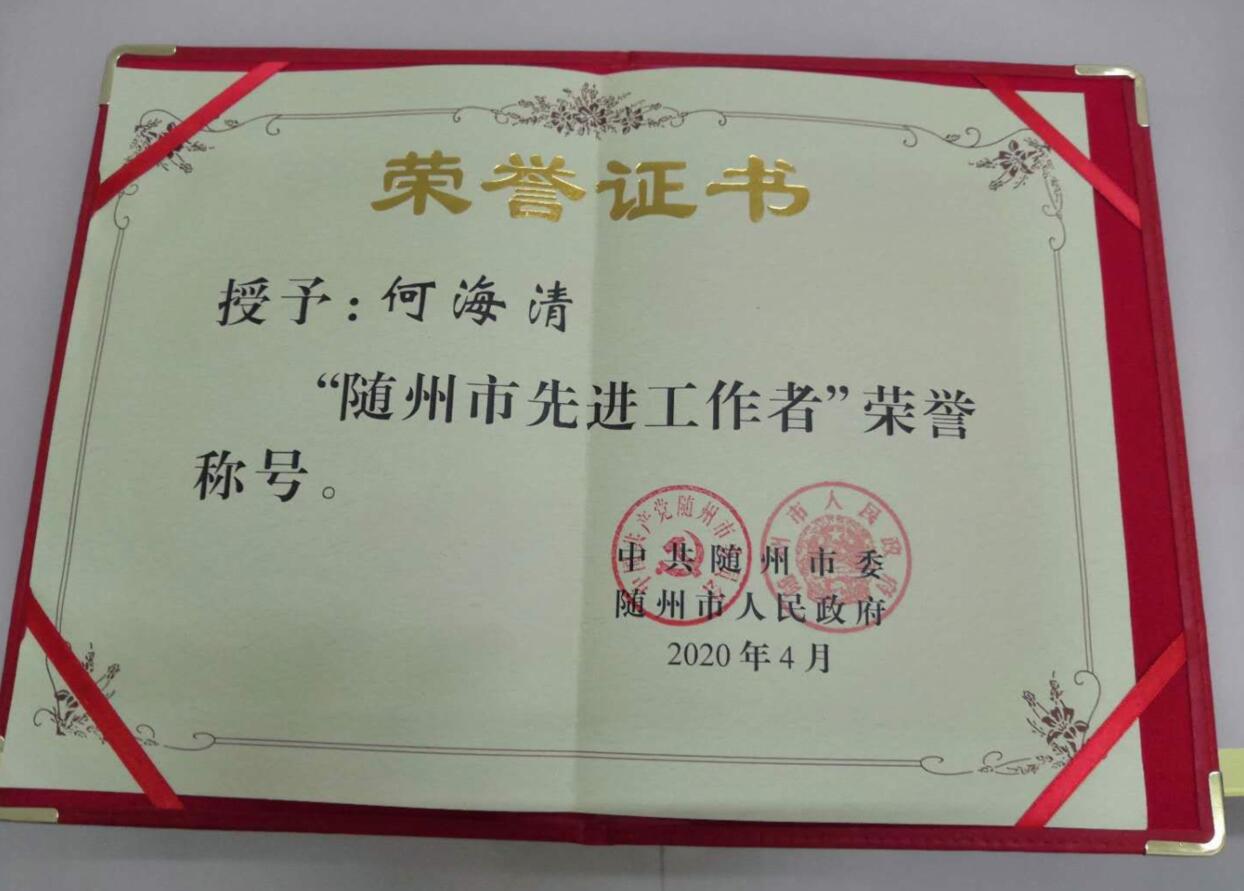 荣誉证书
授予：何海清
“随州市先进工作者”荣誉
称号。
中共随州市委
随州市人民政府
2020年4月